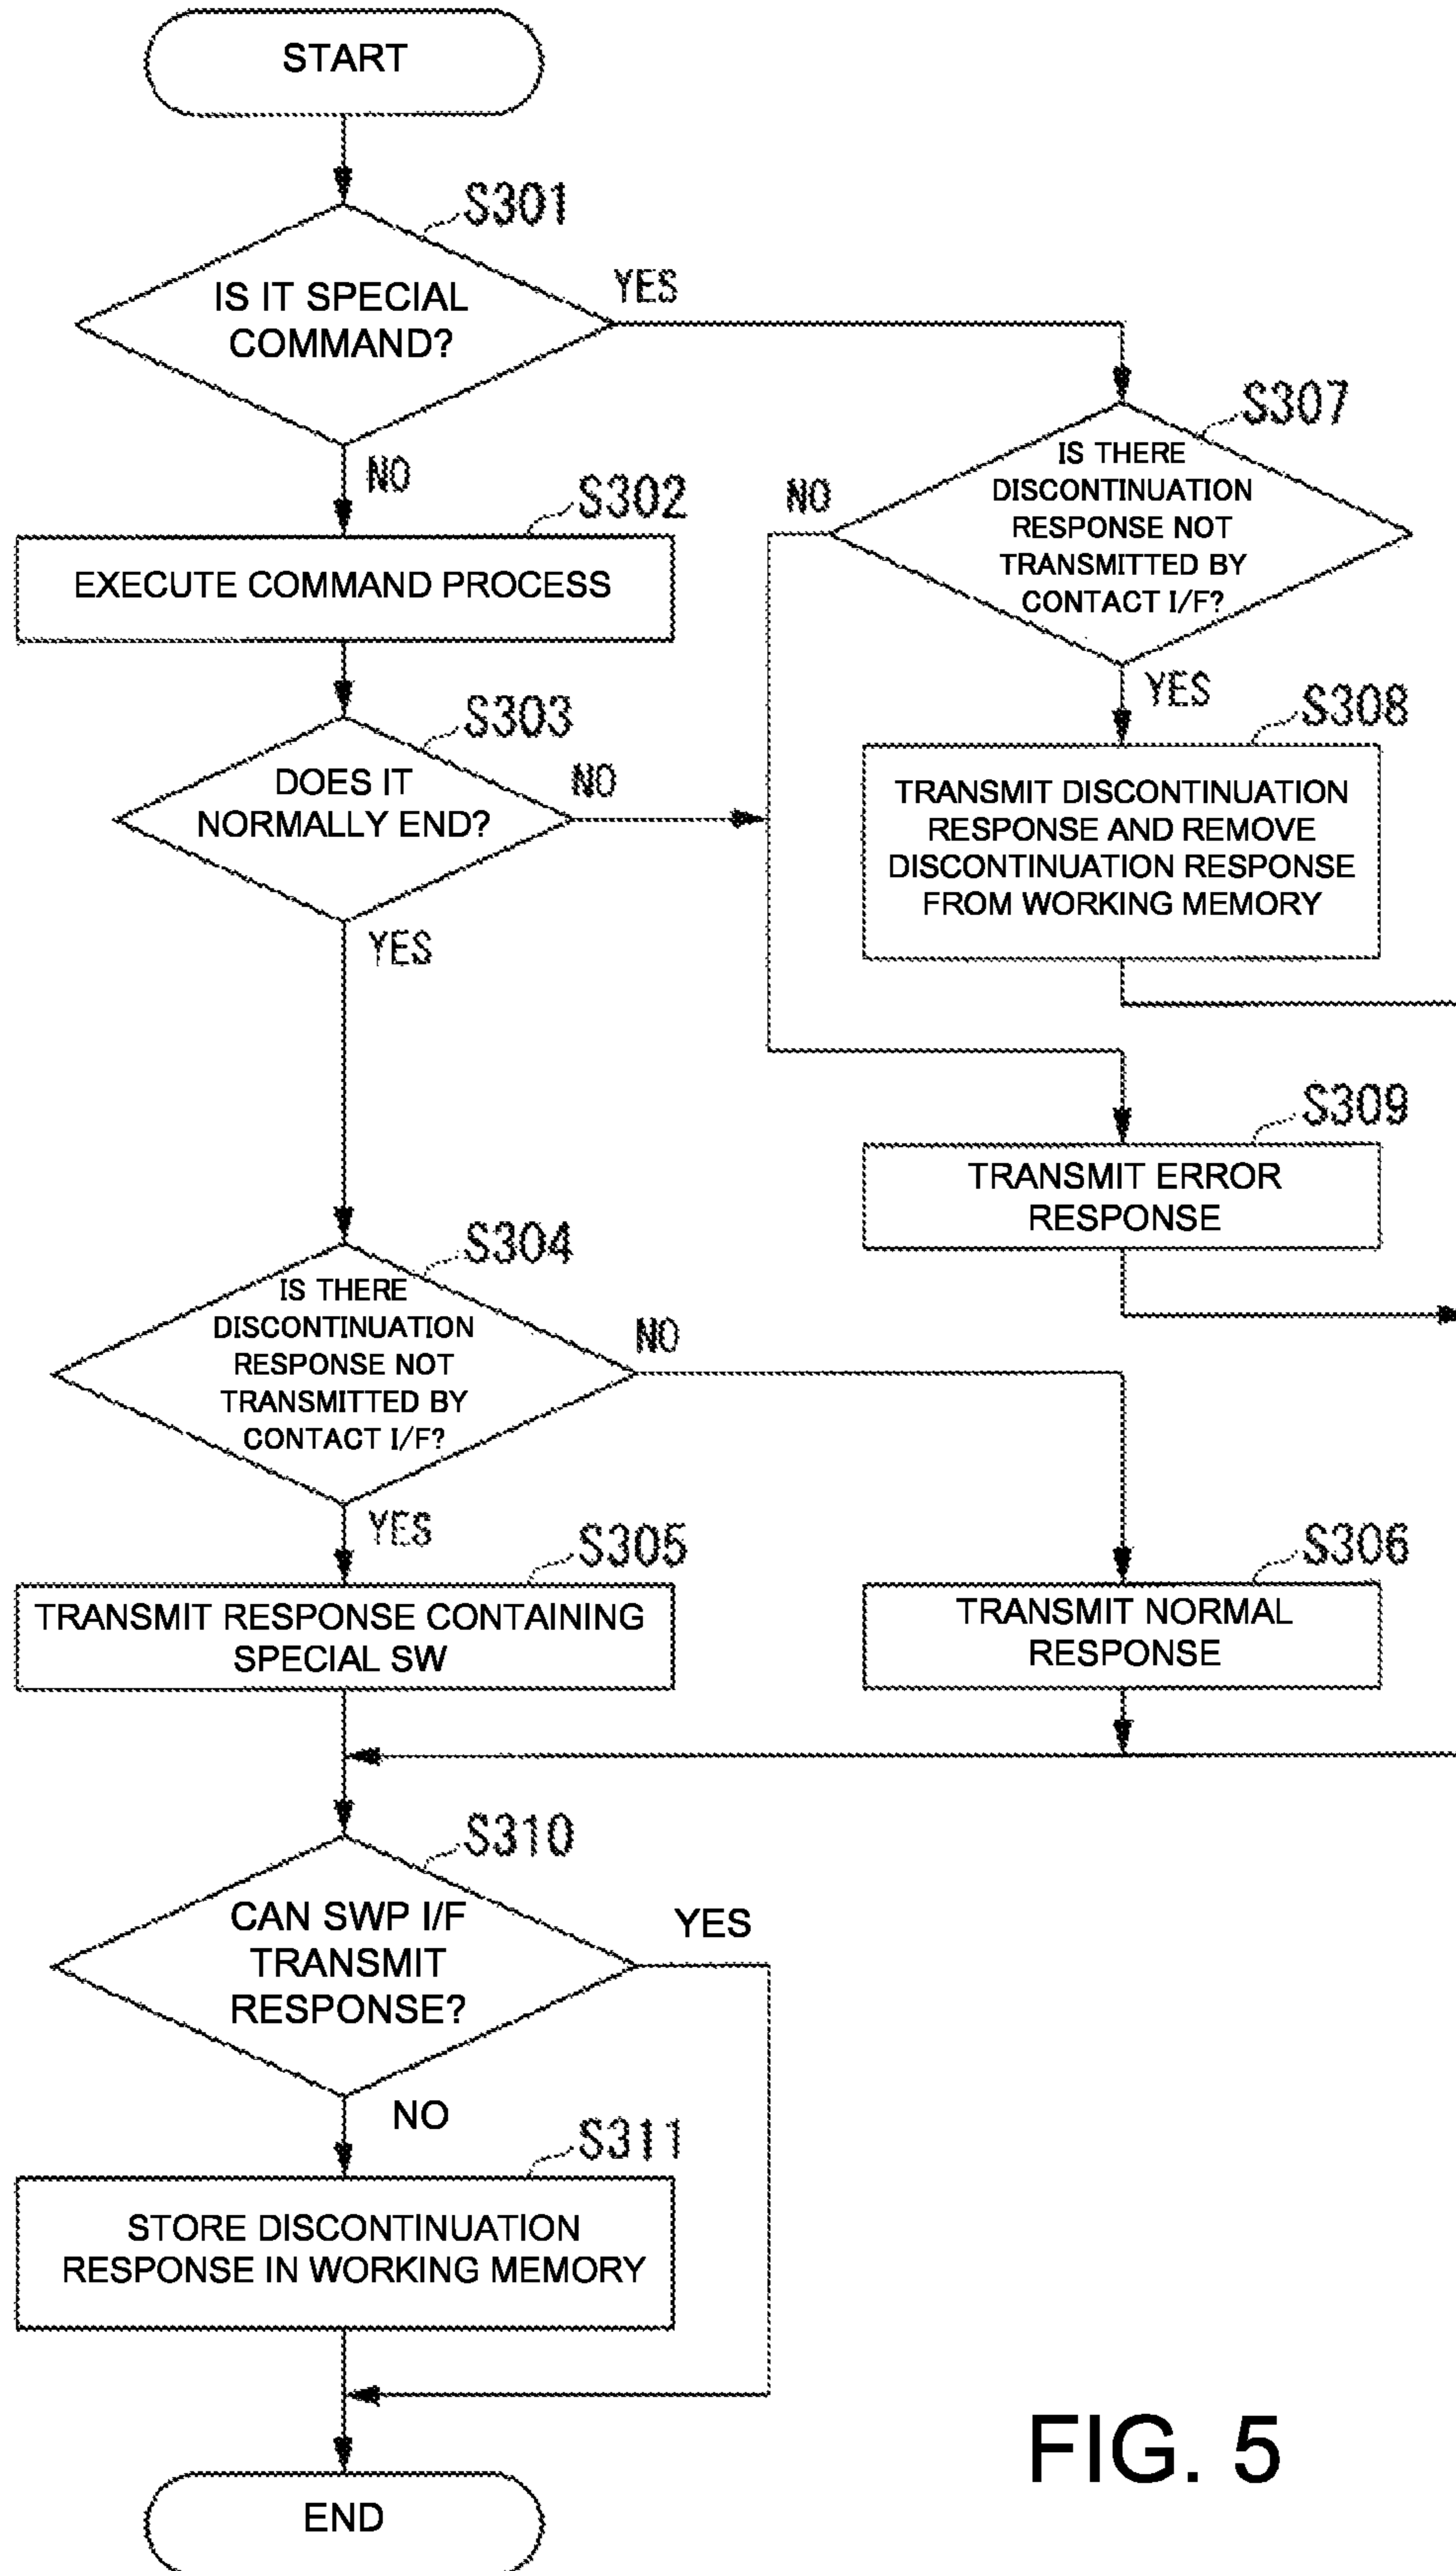 START
S301
IS IT SPECIAL
COMMAND?
YES
NO
S302
EXECUTE COMMAND PROCESS
S303
DOES IT
NORMALLY END?
NO
YES
S307
IS THERE
DISCONTINUATION
RESPONSE NOT
TRANSMITTED BY
CONTACT I/F?
NO
YES
S308
TRANSMIT DISCONTINUATION
RESPONSE AND REMOVE
DISCONTINUATION RESPONSE
FROM WORKING MEMORY
S309
TRANSMIT ERROR
RESPONSE
S304
IS THERE
DISCONTINUATION
RESPONSE NOT
TRANSMITTED BY
CONTACT I/F?
NO
YES
S305
TRANSMIT RESPONSE CONTAINING
SPECIAL SW
S306
TRANSMIT NORMAL
RESPONSE
S310
CAN SWP I/F
TRANSMIT
RESPONSE?
YES
NO
S311
STORE DISCONTINUATION
RESPONSE IN WORKING MEMORY
END
FIG. 5